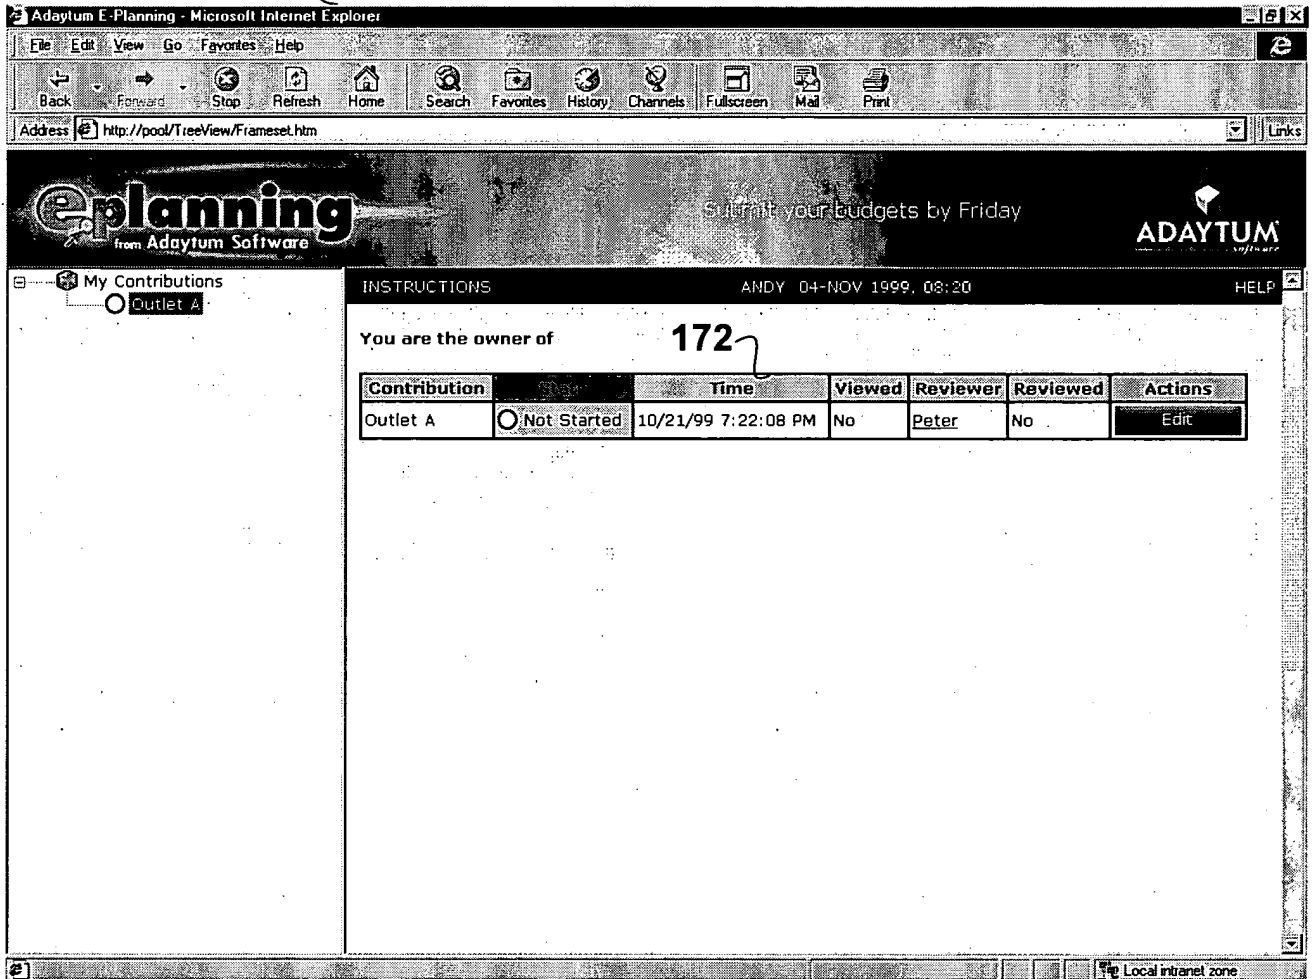 Adaytum E-Planning - Microsoft Internet Explorer
File Edit View Go Favorites Help
Back Forward Stop Refresh Home Search Favorites History Channels Fullscreen Mail Print
Address http://pool/TreeView/Frameset.htm Links
e-planning
from Adaytum Software
Submit your budgets by Friday
ADAYTUM
software
My Contributions
Outlet A
INSTRUCTIONS ANDY 04-NOV 1999, 08:20 HELP
You are the owner of
172
Contribution Time Viewed Reviewer Reviewed Actions
Outlet A Not Started 10/21/99 7:22:08 PM No Peter No Edit
Local intranet zone